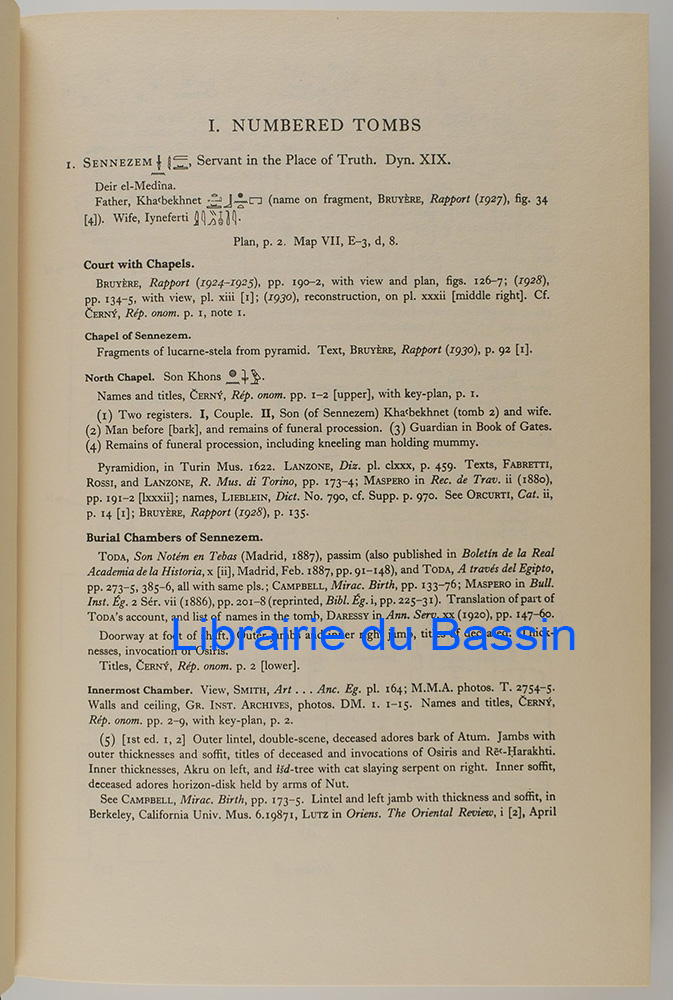 I. NUMBERED TOMBS
1. SENNEZEM, Servant in the Place of Truth. Dyn. XIX.
Deir el-Medîna.
Father, Khaʿbekhnet (name on fragment, BRUYÈRE, Rapport (1927), fig. 34
[4]). Wife, Iyneferti
Plan, p. 2. Map VII, E-3, d, 8.
Court with Chapels.
BRUYÈRE, Rapport (1924-1925), pp. 190-2, with view and plan, figs. 126-7; (1928),
pp. 134-5, with view, pl. xiii [1]; (1930), reconstruction, on pl. xxxii [middle right]. Cf.
ČERNÝ, Rép. onom. p. 1, note 1.
Chapel of Sennezem.
Fragments of lucarne-stela from pyramid. Text, BRUYÈRE, Rapport (1930), p. 92 [1].
North Chapel. Son Khons
Names and titles, ČERNÝ, Rép. onom. pp. 1-2 [upper], with key-plan, p. 1.
(1) Two registers. I, Couple. II, Son (of Sennezem) Khaʿbekhnet (tomb 2) and wife.
(2) Man before [bark], and remains of funeral procession. (3) Guardian in Book of Gates.
(4) Remains of funeral procession, including kneeling man holding mummy.
Pyramidion, in Turin Mus. 1622. LANZONE, Diz. pl. clxxx, p. 459. Texts, FABRETTI,
ROSSI, and LANZONE, R. Mus. di Torino, pp. 173-4; MASPERO in Rec. de Trav. ii (1880),
pp. 191-2 [lxxxii]; names, LIEBLEIN, Dict. No. 790, cf. Supp. p. 970. See ORCURTI, Cat. ii,
p. 14 [1]; BRUYÈRE, Rapport (1928), p. 135.
Burial Chambers of Sennezem.
TODA, Son Notém en Tebas (Madrid, 1887), passim (also published in Boletín de la Real
Academia de la Historia, x [ii], Madrid, Feb. 1887, pp. 91-148), and TODA, A través del Egipto,
pp. 273-5, 385-6, all with same pls.; CAMPBELL, Mirac. Birth, pp. 133-76; MASPERO in Bull.
Inst. Ég. 2 Sér. vii (1886), pp. 201-8 (reprinted, Bibl. Ég. i, pp. 225-31). Translation of part of
TODA's account, and list of names in the tomb, DARESSY in Ann. Serv. xx (1920), pp. 147-60.
Doorway at foot of shaft. Outer jambs and inner right jamb, titles of deceased. Thick-
nesses, invocation of Osiris.
Librairie du Bassin
Titles, ČERNÝ, Rép. onom. p. 2 [lower].
Innermost Chamber. View, SMITH, Art . . . Anc. Eg. pl. 164; M.M.A. photos. T. 2754-5.
Walls and ceiling, GR. INST. ARCHIVES, photos. DM. 1. 1-15. Names and titles, ČERNÝ,
Rép. onom. pp. 2-9, with key-plan, p. 2.
(5) [1st ed. 1, 2] Outer lintel, double-scene, deceased adores bark of Atum. Jambs with
outer thicknesses and soffit, titles of deceased and invocations of Osiris and Rēʿ-Ḥarakhti.
Inner thicknesses, Akru on left, and išd-tree with cat slaying serpent on right. Inner soffit,
deceased adores horizon-disk held by arms of Nut.
See CAMPBELL, Mirac. Birth, pp. 173-5. Lintel and left jamb with thickness and soffit, in
Berkeley, California Univ. Mus. 6.19871, LUTZ in Oriens. The Oriental Review, i [2], April